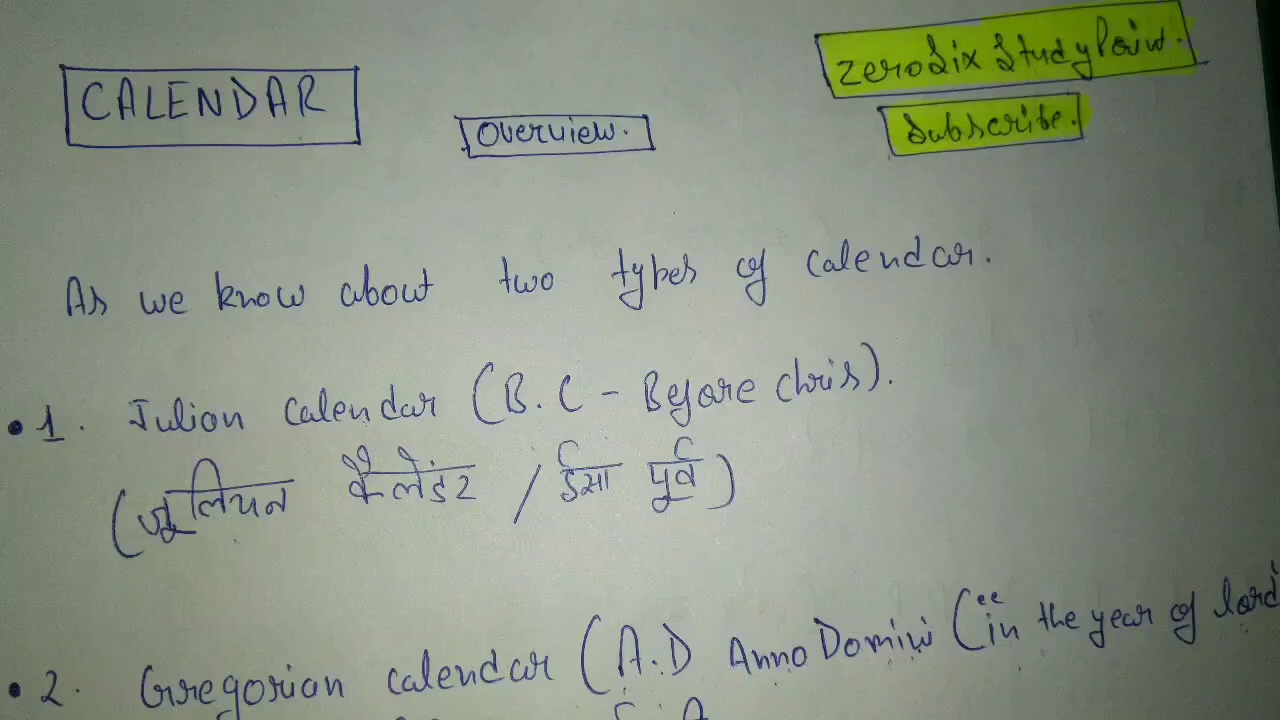 CALENDAR
Overview.
ZeroSix StudyPoint.
Subscribe.
As we know about two types of calendar.
1. Julian calendar (B.C - Before Chris).
(जूलियन कैलेंडर / ईसा पूर्व)
2. Gregorian calendar (A.D Anno Domini (“in the year of lord